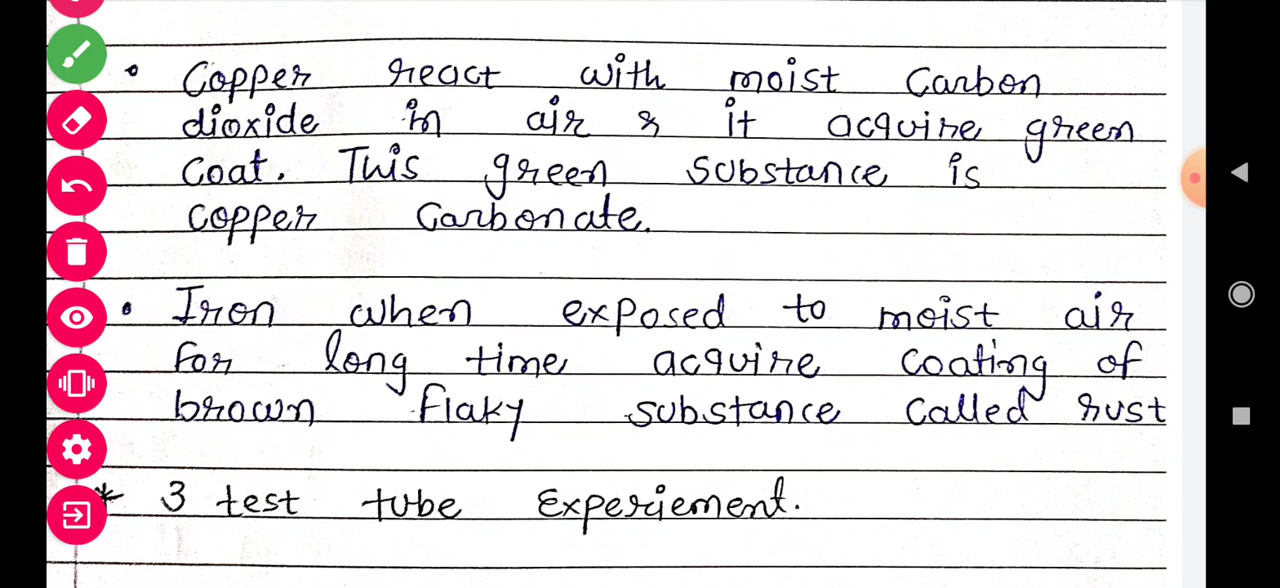 • Copper react with moist Carbon
dioxide in air & it acquire green
coat. This green substance is
copper Carbonate.
• Iron when exposed to moist air
for long time acquire coating of
brown flaky substance called rust
* 3 test tube Experiement.